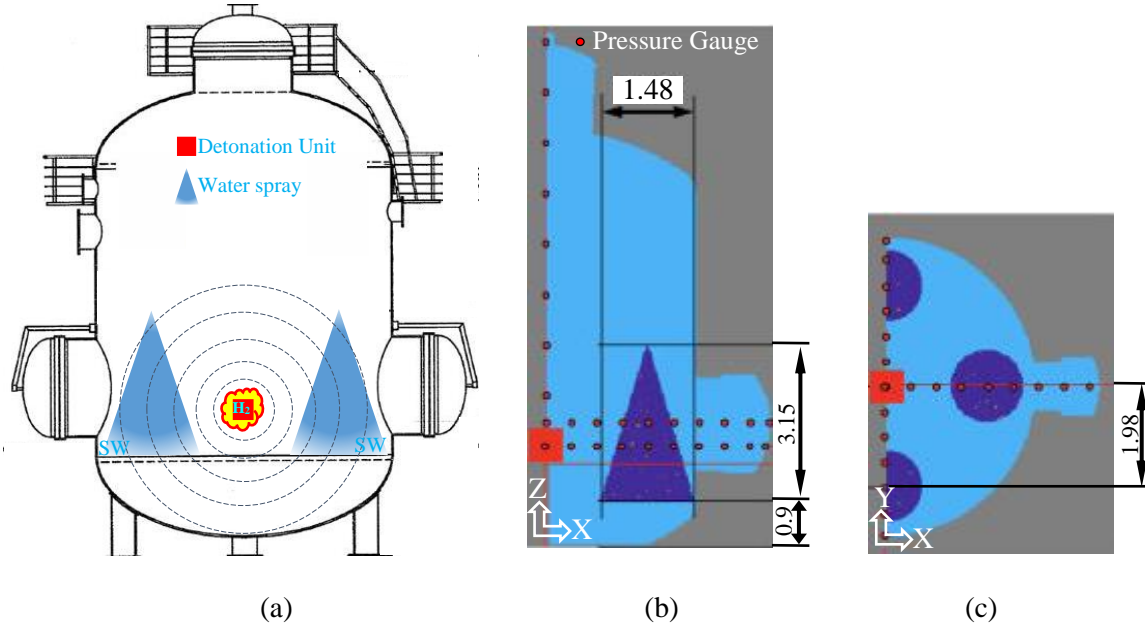 Detonation Unit
Water spray
H₂
SW
SW
(a)
Pressure Gauge
1.48
3.15
0.9
Z
X
(b)
1.98
Y
X
(c)